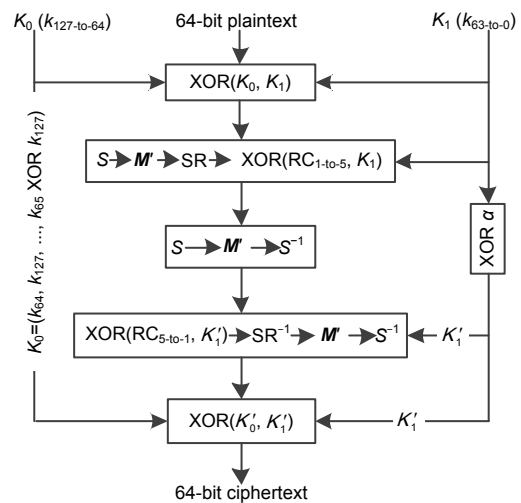 K₀ (k₁₂₇₋ₜₒ₋₆₄) 64-bit plaintext K₁ (k₆₃₋ₜₒ₋₀)
XOR(K₀, K₁)
S M′ SR XOR(RC₁₋ₜₒ₋₅, K₁)
K₀=(k₆₄, k₁₂₇, ..., k₆₅ XOR k₁₂₇)
XOR α
S M′ S⁻¹
XOR(RC₅₋ₜₒ₋₁, K₁′) SR⁻¹ M′ S⁻¹ K₁′
XOR(K₀′, K₁′) K₁′
64-bit ciphertext